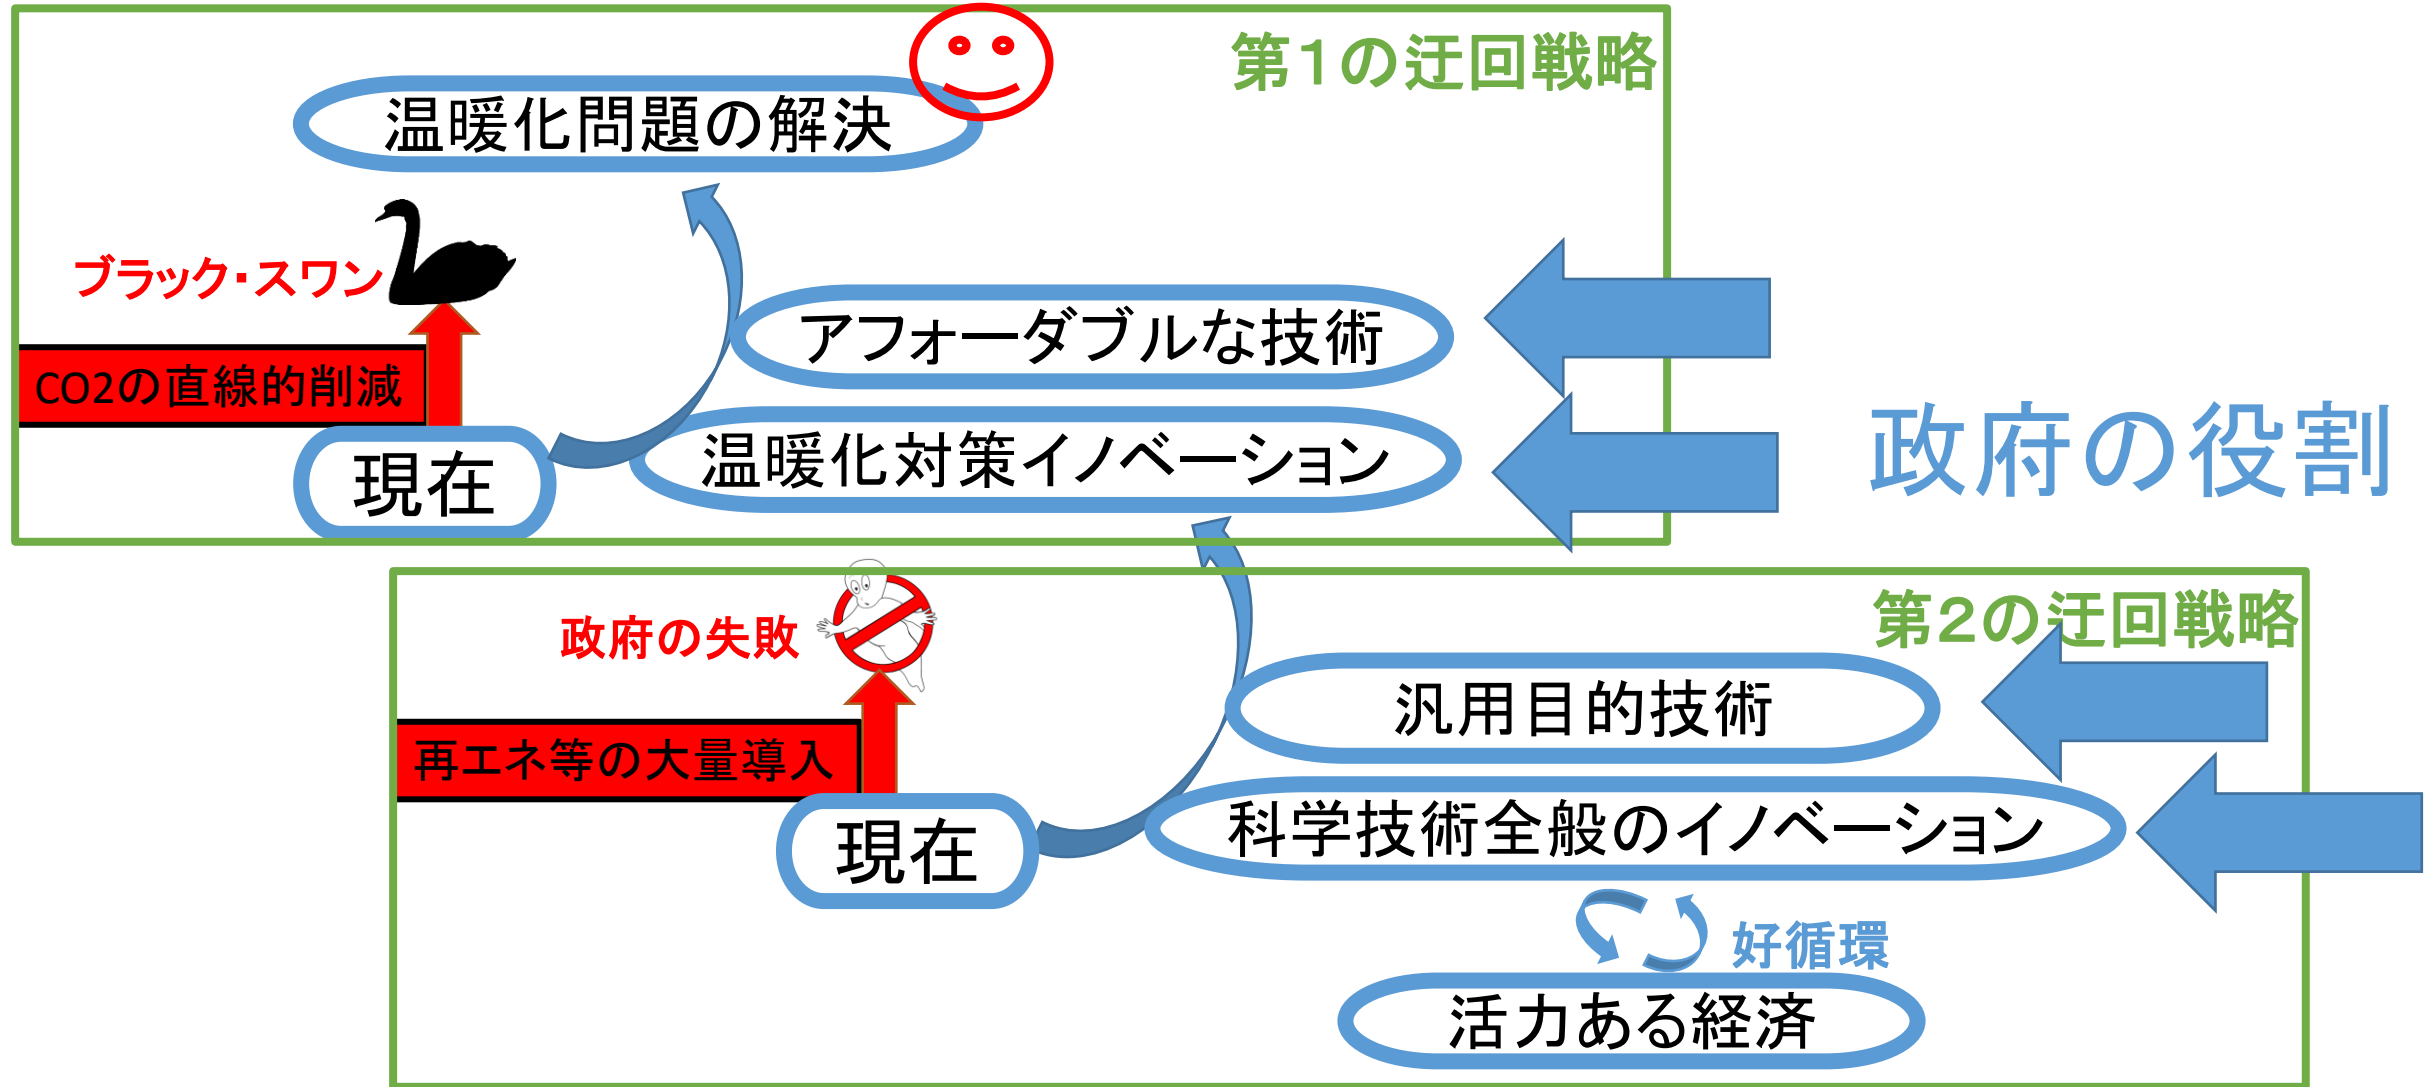 第１の迂回戦略
温暖化問題の解決
ブラック・スワン
アフォーダブルな技術
CO2の直線的削減
政府の役割
温暖化対策イノベーション
現在
第２の迂回戦略
政府の失敗
汎用目的技術
再エネ等の大量導入
科学技術全般のイノベーション
現在
好循環
活力ある経済